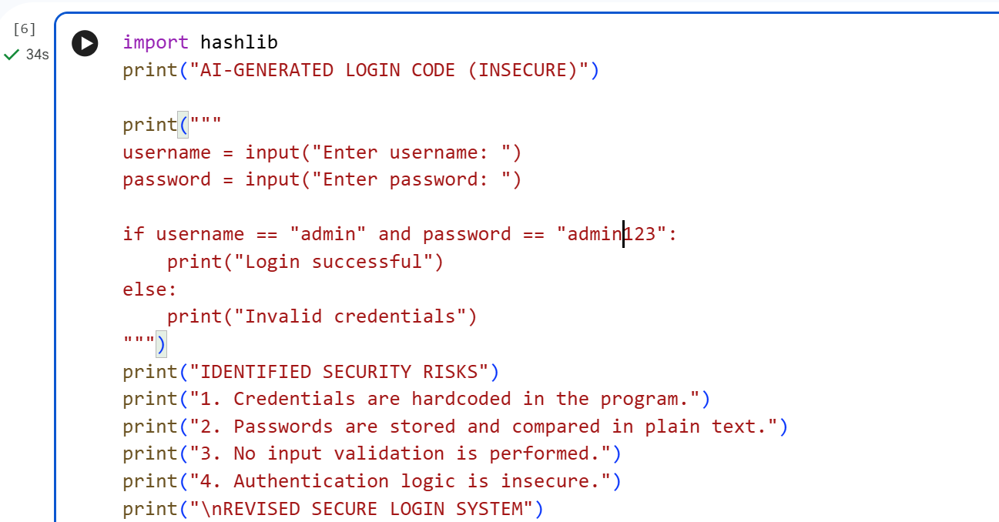 [6]
34s
import hashlib
print("AI-GENERATED LOGIN CODE (INSECURE)")
print("""
username = input("Enter username: ")
password = input("Enter password: ")
if username == "admin" and password == "admin123":
    print("Login successful")
else:
    print("Invalid credentials")
""")
print("IDENTIFIED SECURITY RISKS")
print("1. Credentials are hardcoded in the program.")
print("2. Passwords are stored and compared in plain text.")
print("3. No input validation is performed.")
print("4. Authentication logic is insecure.")
print("\nREVISED SECURE LOGIN SYSTEM")